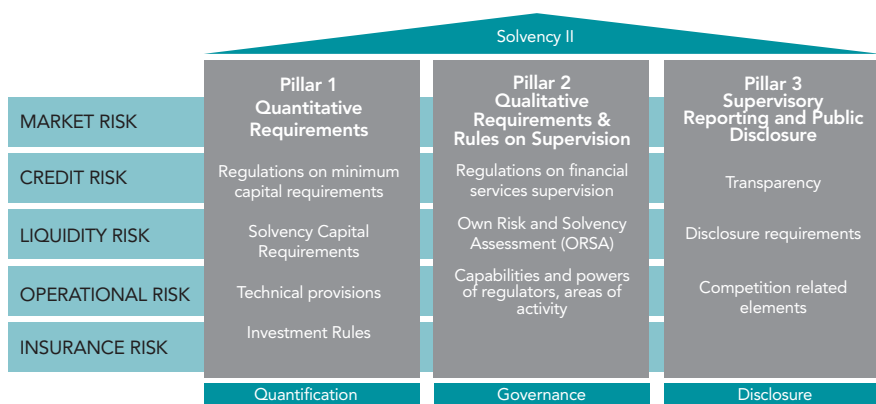 Solvency II
MARKET RISK
CREDIT RISK
LIQUIDITY RISK
OPERATIONAL RISK
INSURANCE RISK
Pillar 1
Quantitative
Requirements
Regulations on minimum
capital requirements
Solvency Capital
Requirements
Technical provisions
Investment Rules
Quantification
Pillar 2
Qualitative
Requirements &
Rules on Supervision
Regulations on financial
services supervision
Own Risk and Solvency
Assessment (ORSA)
Capabilities and powers
of regulators, areas of
activity
Governance
Pillar 3
Supervisory
Reporting and Public
Disclosure
Transparency
Disclosure requirements
Competition related
elements
Disclosure